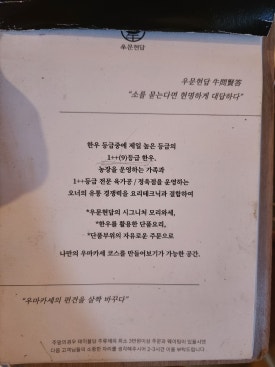 우문현답
우문현답 牛問賢答
"소를 묻는다면 현명하게 대답하다"
한우 등급중에 제일 높은 등급의
1++(9)등급 한우.
농장을 운영하는 가족과
1++등급 전문 육가공 / 정육점을 운영하는
오너의 유통 경쟁력을 요리테크닉과 결합하여
*우문현답의 시그니처 모리와세,
*한우를 활용한 단품요리,
*단품부위의 자유로운 주문으로
나만의 우마카세 코스를 만들어보기가 가능한 공간.
"우마카세의 편견을 살짝 바꾸다"